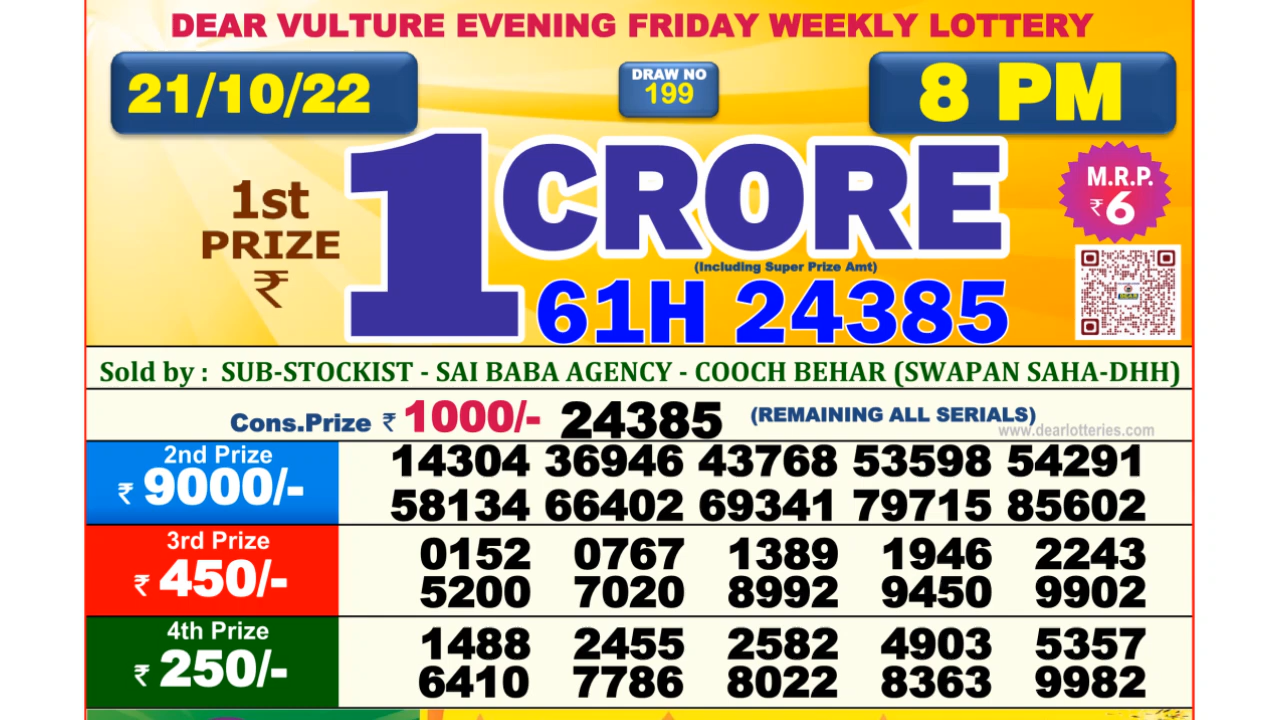 DEAR VULTURE EVENING FRIDAY WEEKLY LOTTERY
21/10/22
DRAW NO
199
8 PM
1st
PRIZE
₹
1 CRORE
(Including Super Prize Amt)
61H 24385
M.R.P.
₹ 6
Sold by : SUB-STOCKIST - SAI BABA AGENCY - COOCH BEHAR (SWAPAN SAHA-DHH)
Cons.Prize ₹ 1000/- 24385 (REMAINING ALL SERIALS)
www.dearlotteries.com
2nd Prize
₹ 9000/-
14304 36946 43768 53598 54291
58134 66402 69341 79715 85602
3rd Prize
₹ 450/-
0152 0767 1389 1946 2243
5200 7020 8992 9450 9902
4th Prize
₹ 250/-
1488 2455 2582 4903 5357
6410 7786 8022 8363 9982